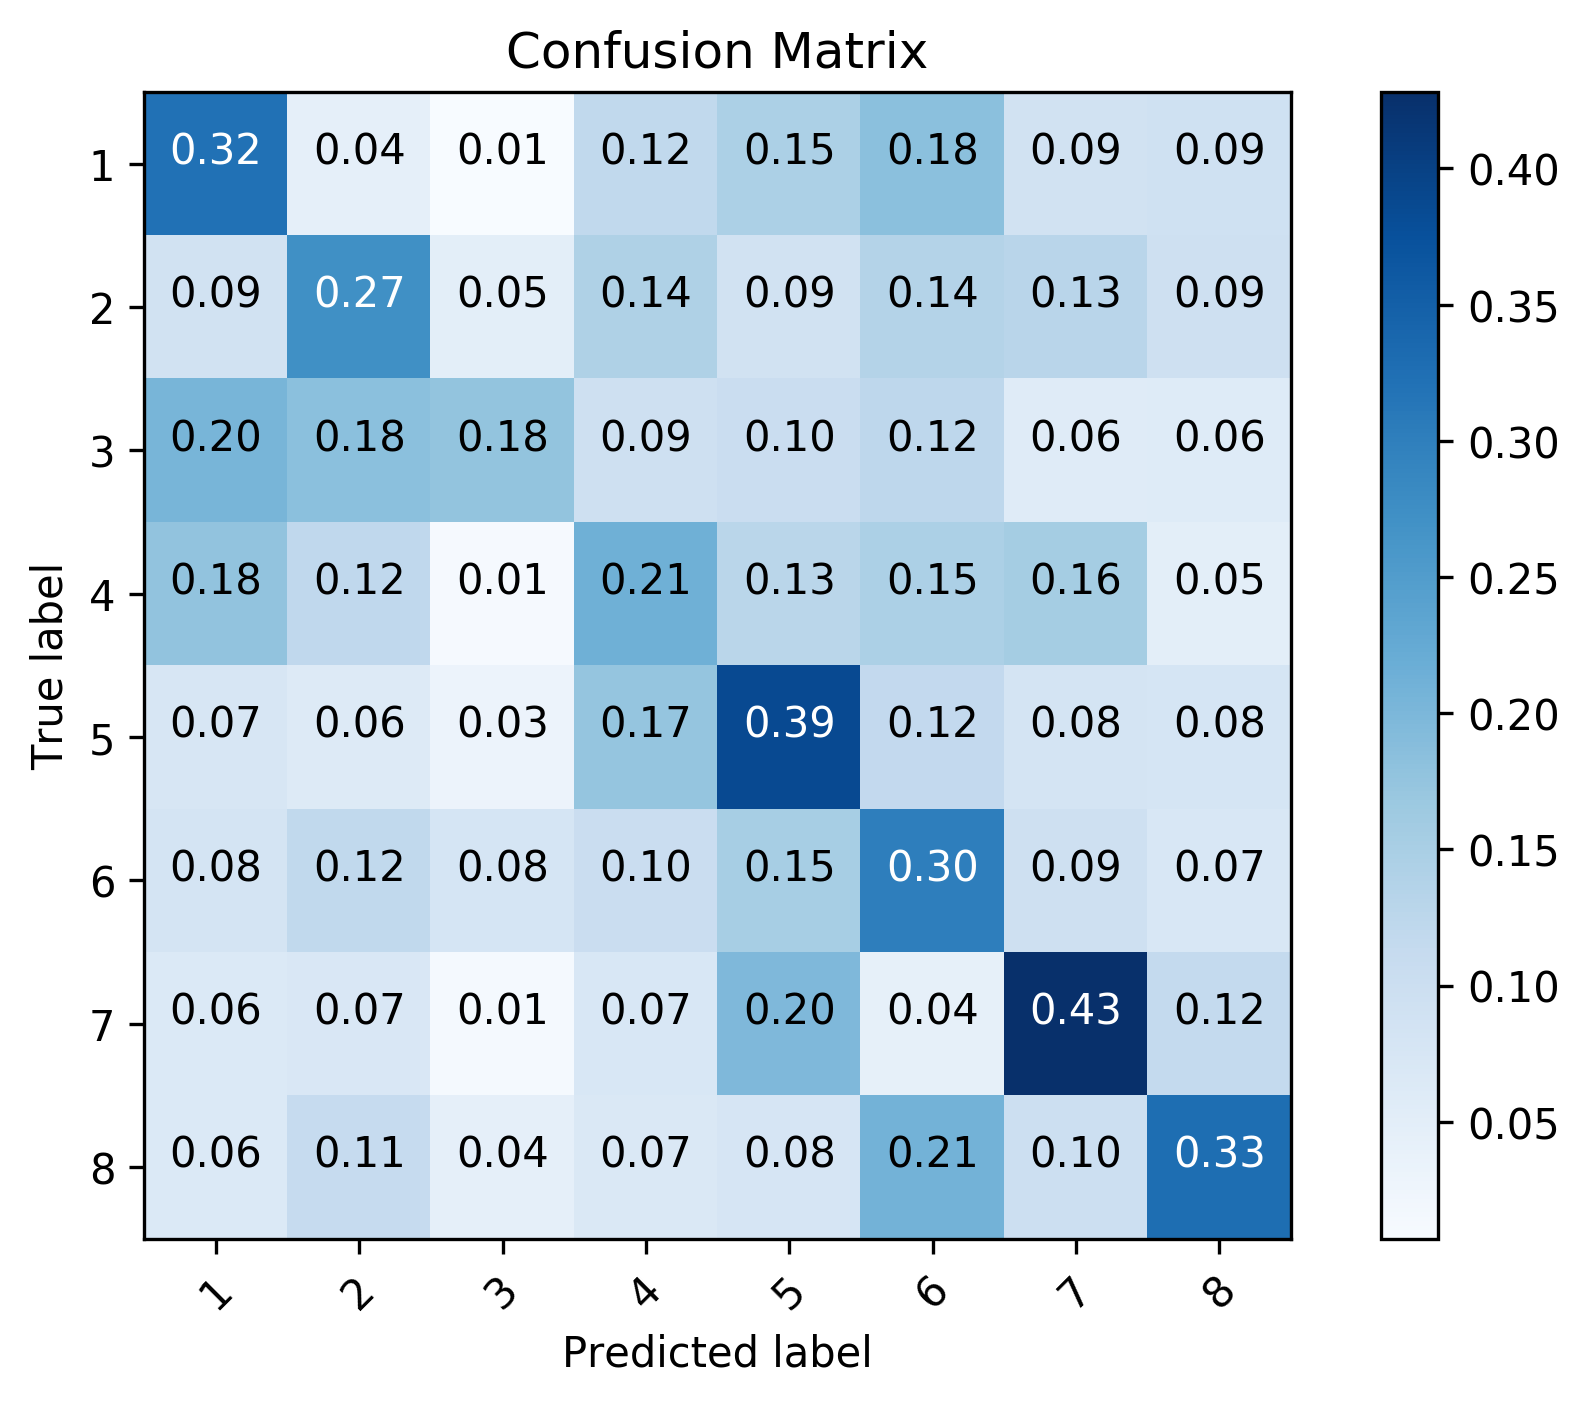 Confusion Matrix
1 0.32 0.04 0.01 0.12 0.15 0.18 0.09 0.09
2 0.09 0.27 0.05 0.14 0.09 0.14 0.13 0.09
3 0.20 0.18 0.18 0.09 0.10 0.12 0.06 0.06
4 0.18 0.12 0.01 0.21 0.13 0.15 0.16 0.05
5 0.07 0.06 0.03 0.17 0.39 0.12 0.08 0.08
6 0.08 0.12 0.08 0.10 0.15 0.30 0.09 0.07
7 0.06 0.07 0.01 0.07 0.20 0.04 0.43 0.12
8 0.06 0.11 0.04 0.07 0.08 0.21 0.10 0.33
1 2 3 4 5 6 7 8
True label
Predicted label
0.40
0.35
0.30
0.25
0.20
0.15
0.10
0.05